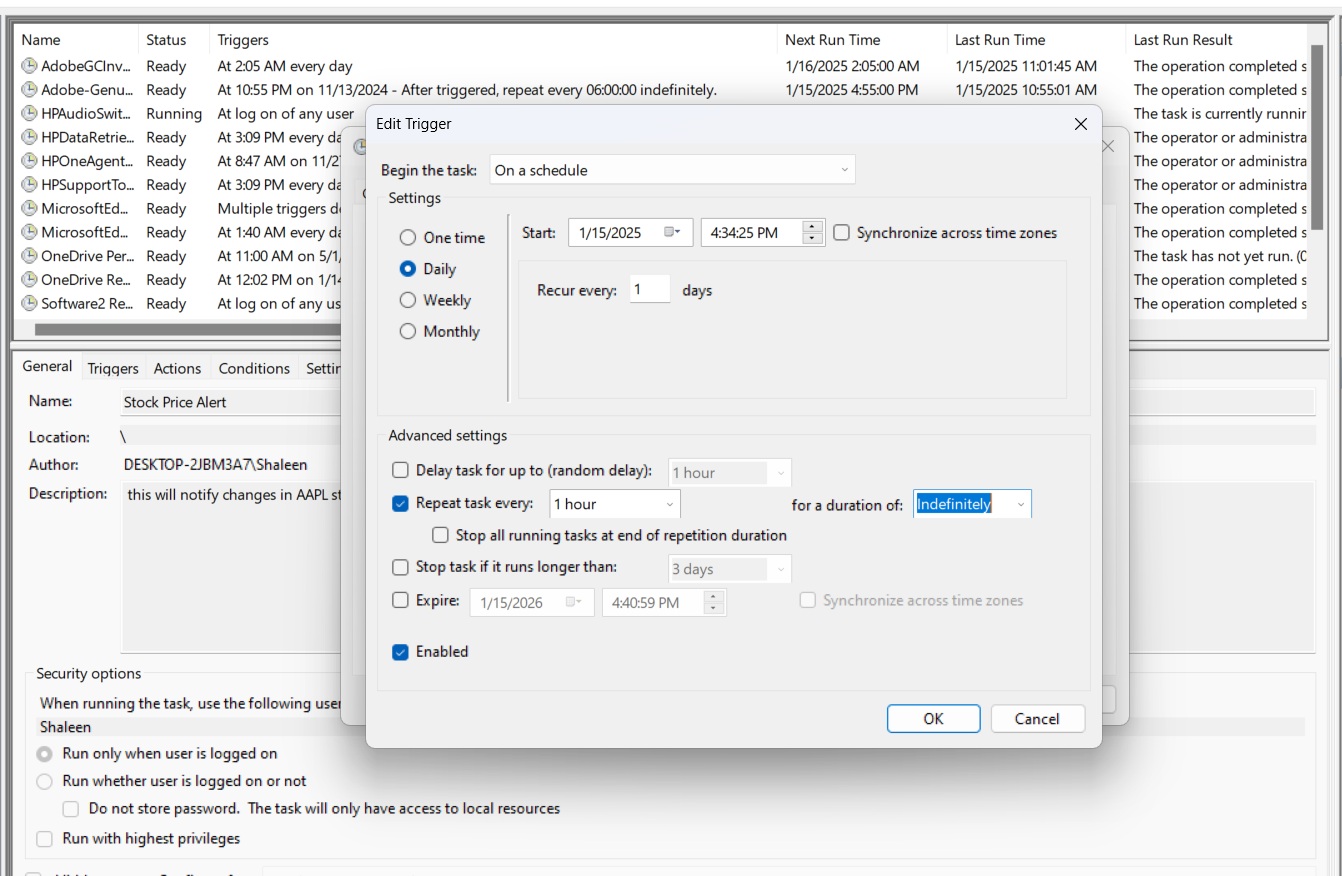 Name Status Triggers Next Run Time Last Run Time Last Run Result
AdobeGCInv... Ready At 2:05 AM every day 1/16/2025 2:05:00 AM 1/15/2025 11:01:45 AM The operation completed s
Adobe-Genu... Ready At 10:55 PM on 11/13/2024 - After triggered, repeat every 06:00:00 indefinitely. 1/15/2025 4:55:00 PM 1/15/2025 10:55:01 AM The operation completed s
HPAudioSwit... Running At log on of any user The task is currently runnin
HPDataRetrie... Ready At 3:09 PM every da The operator or administra
HPOneAgent... Ready At 8:47 AM on 11/2 The operator or administra
HPSupportTo... Ready At 3:09 PM every da The operator or administra
MicrosoftEd... Ready Multiple triggers d The operation completed s
MicrosoftEd... Ready At 1:40 AM every da The operation completed s
OneDrive Per... Ready At 11:00 AM on 5/1/ The task has not yet run. (0
OneDrive Re... Ready At 12:02 PM on 1/14 The operation completed s
Software2 Re... Ready At log on of any us The operation completed s
Edit Trigger
Begin the task: On a schedule
Settings
One time
Daily
Weekly
Monthly
Start: 1/15/2025 4:34:25 PM Synchronize across time zones
Recur every: 1 days
Advanced settings
Delay task for up to (random delay): 1 hour
Repeat task every: 1 hour for a duration of: Indefinitely
Stop all running tasks at end of repetition duration
Stop task if it runs longer than: 3 days
Expire: 1/15/2026 4:40:59 PM Synchronize across time zones
Enabled
OK Cancel
General Triggers Actions Conditions Settin
Name: Stock Price Alert
Location: \
Author: DESKTOP-2JBM3A7\Shaleen
Description: this will notify changes in AAPL st
Security options
When running the task, use the following user
Shaleen
Run only when user is logged on
Run whether user is logged on or not
Do not store password. The task will only have access to local resources
Run with highest privileges